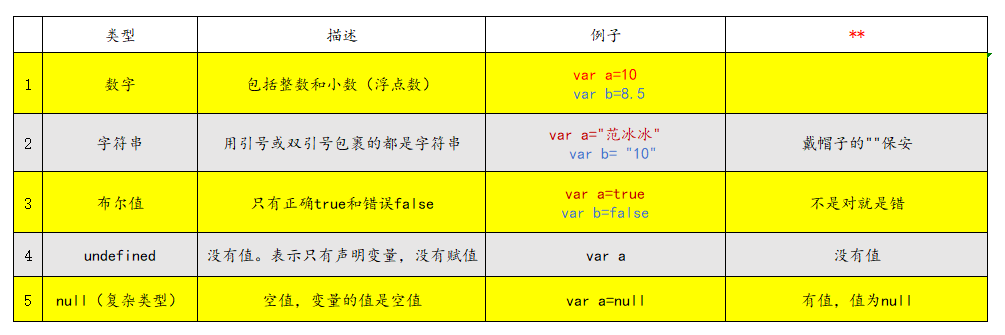 类型 描述 例子 **
1 数字 包括整数和小数（浮点数） var a=10
var b=8.5
2 字符串 用引号或双引号包裹的都是字符串 var a="范冰冰" 戴帽子的""保安
var b= "10"
3 布尔值 只有正确true和错误false var a=true 不是对就是错
var b=false
4 undefined 没有值。表示只有声明变量，没有赋值 var a 没有值
5 null（复杂类型） 空值，变量的值是空值 var a=null 有值，值为null